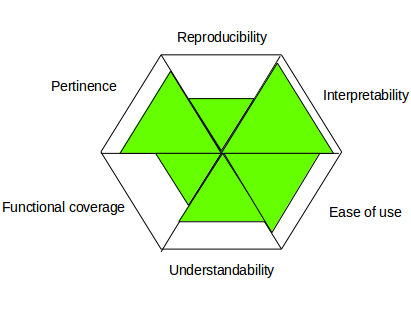 Reproducibility
Pertinence
Interpretability
Functional coverage
Ease of use
Understandability